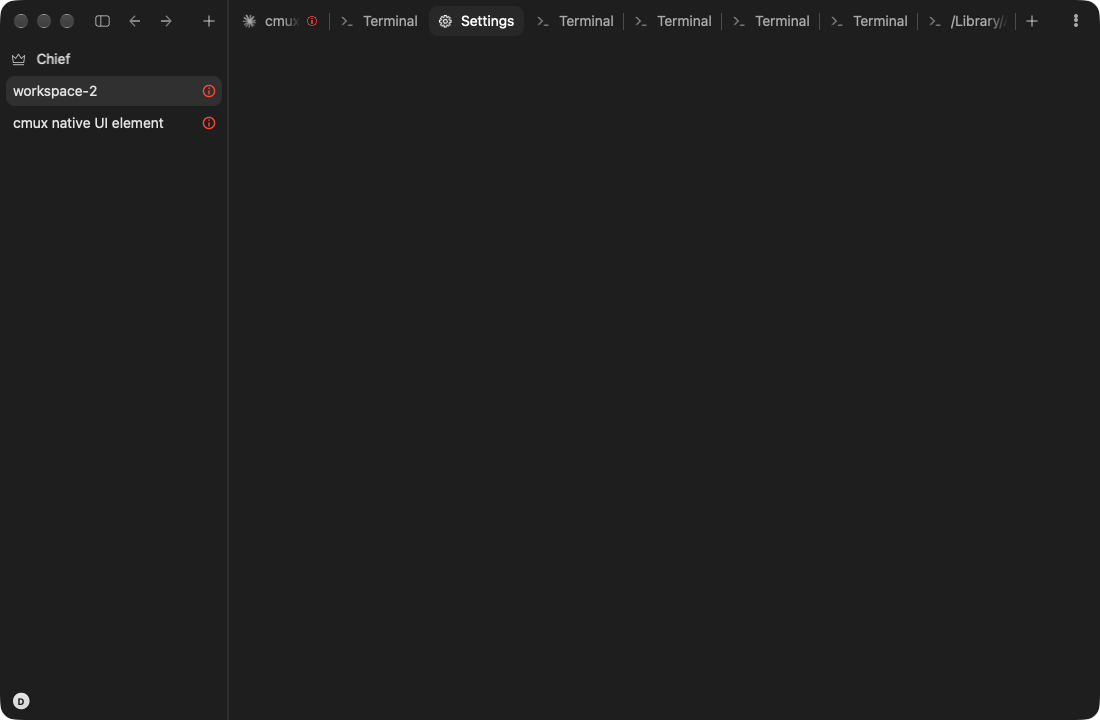 cmux
Terminal
Settings
Terminal
Terminal
Terminal
Terminal
/Library/
Chief
workspace-2
cmux native UI element
D